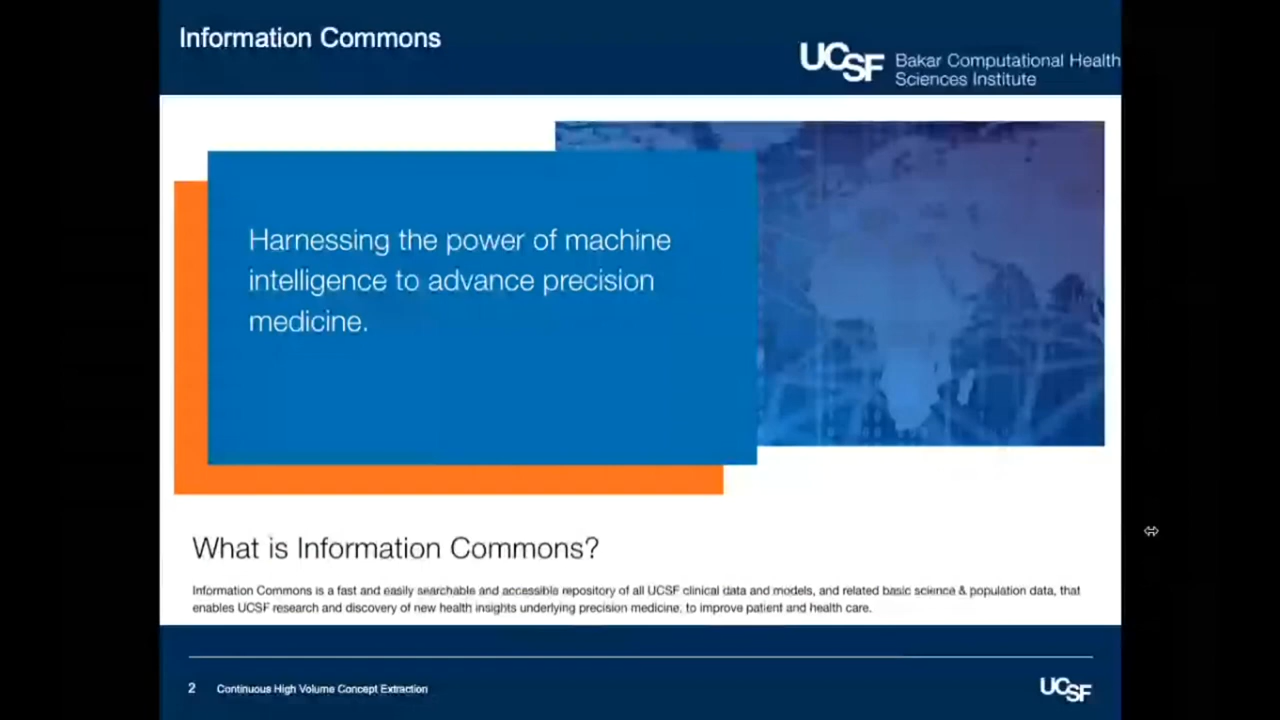 Information Commons
UCSF
Bakar Computational Health
Sciences Institute
Harnessing the power of machine
intelligence to advance precision
medicine.
What is Information Commons?
Information Commons is a fast and easily searchable and accessible repository of all UCSF clinical data and models, and related basic science & population data, that
enables UCSF research and discovery of new health insights underlying precision medicine, to improve patient and health care.
2 Continuous High Volume Concept Extraction
UCSF